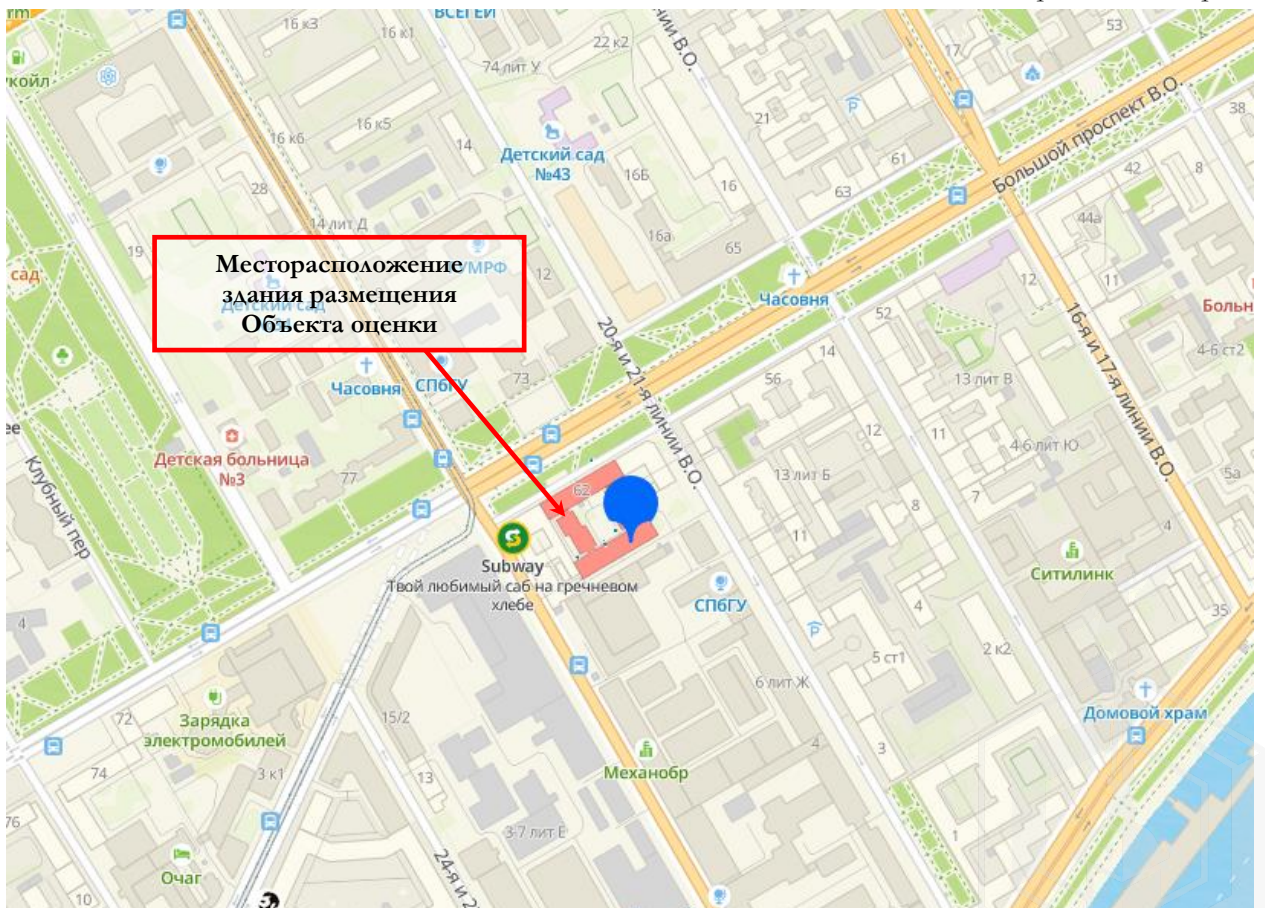 ВСЕГЕИ
16 к3
16 к1
22 к2
53
17
74 лит У
38
21
Большой проспект В.О.
16 к5
16 к6
14
Детский сад
№43
16Б
16
61
63
42
8
28
14 лит Д
44а
19
16а
65
12
12
11
сад
Месторасположение
здания размещения
Объекта оценки
Часовня
52
20-я и 21-я линии В.О.
16-я и 17-я линии В.О.
4-6 ст2
14
Часовня
СПбГУ
73
56
13 лит В
12
11
4-6 лит Ю
Детская больница
№3
77
Клубный пер
62
13 лит Б
5а
8
7
11
4
Subway
Твой любимый саб на гречневом
хлебе
СПбГУ
Ситилинк
4
4
35
5 ст1
2 к2
6 лит Ж
72
Зарядка
электромобилей
15/2
Домовой храм
74
3 к1
13
Механобр
4
3
76
3-7 лит Е
1
Очаг
10